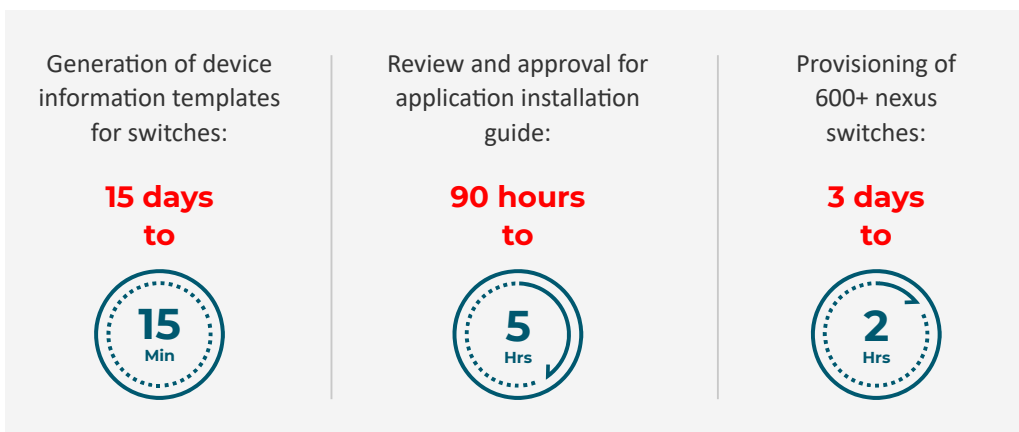 Generation of device
information templates
for switches:
15 days
to
15
Min
Review and approval for
application installation
guide:
90 hours
to
5
Hrs
Provisioning of
600+ nexus
switches:
3 days
to
2
Hrs